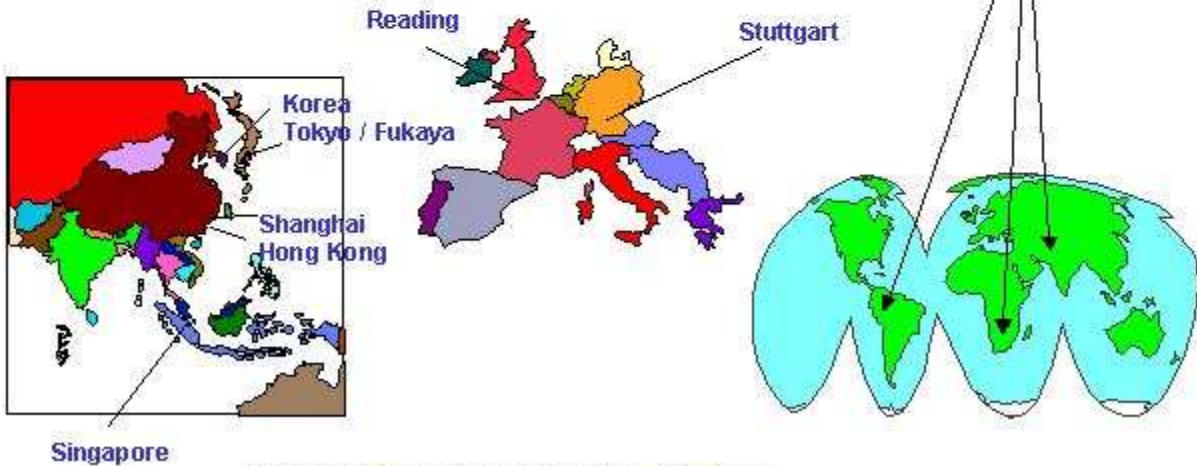 Reading
Stuttgart
Korea
Tokyo / Fukaya
Shanghai
Hong Kong
Singapore